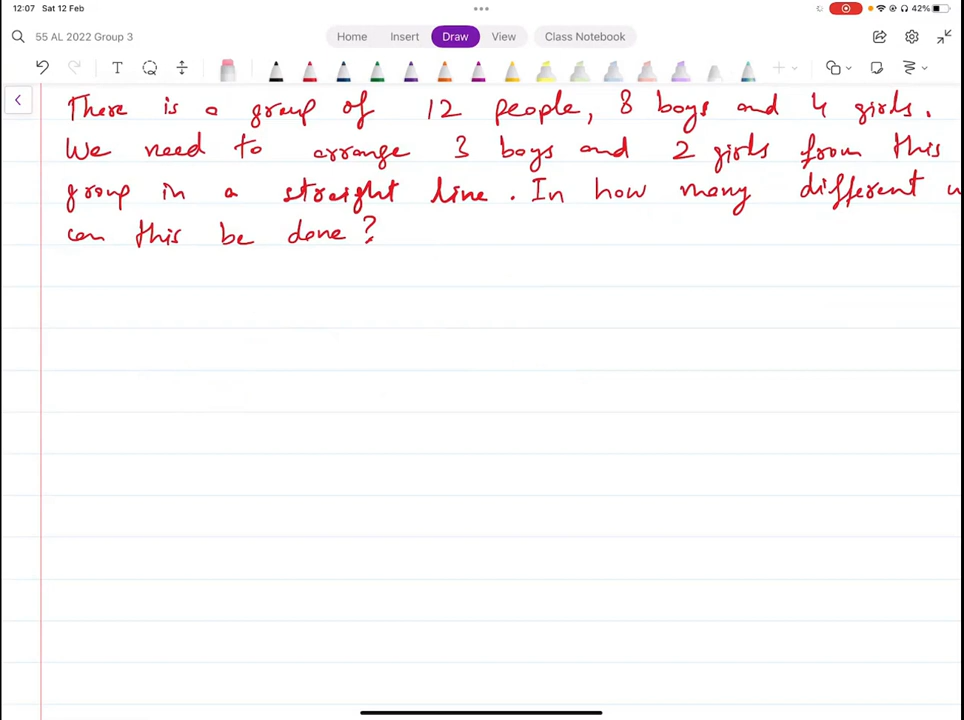 12:07 Sat 12 Feb
42%
55 AL 2022 Group 3
Home Insert Draw View Class Notebook
There is a group of 12 people, 8 boys and 4 girls.
We need to arrange 3 boys and 2 girls from this
group in a straight line. In how many different
can this be done?